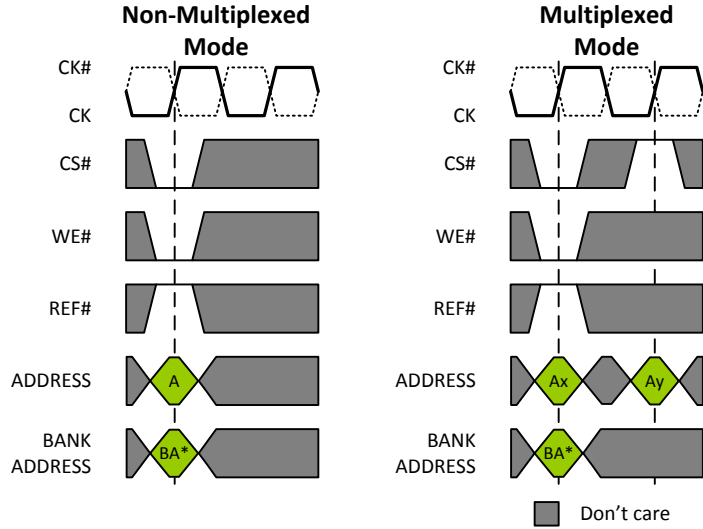 Non-Multiplexed
Mode
CK#
CK
CS#
WE#
REF#
ADDRESS
A
BANK
ADDRESS
BA*
Multiplexed
Mode
CK#
CK
CS#
WE#
REF#
ADDRESS
Ax
Ay
BANK
ADDRESS
BA*
Don't care